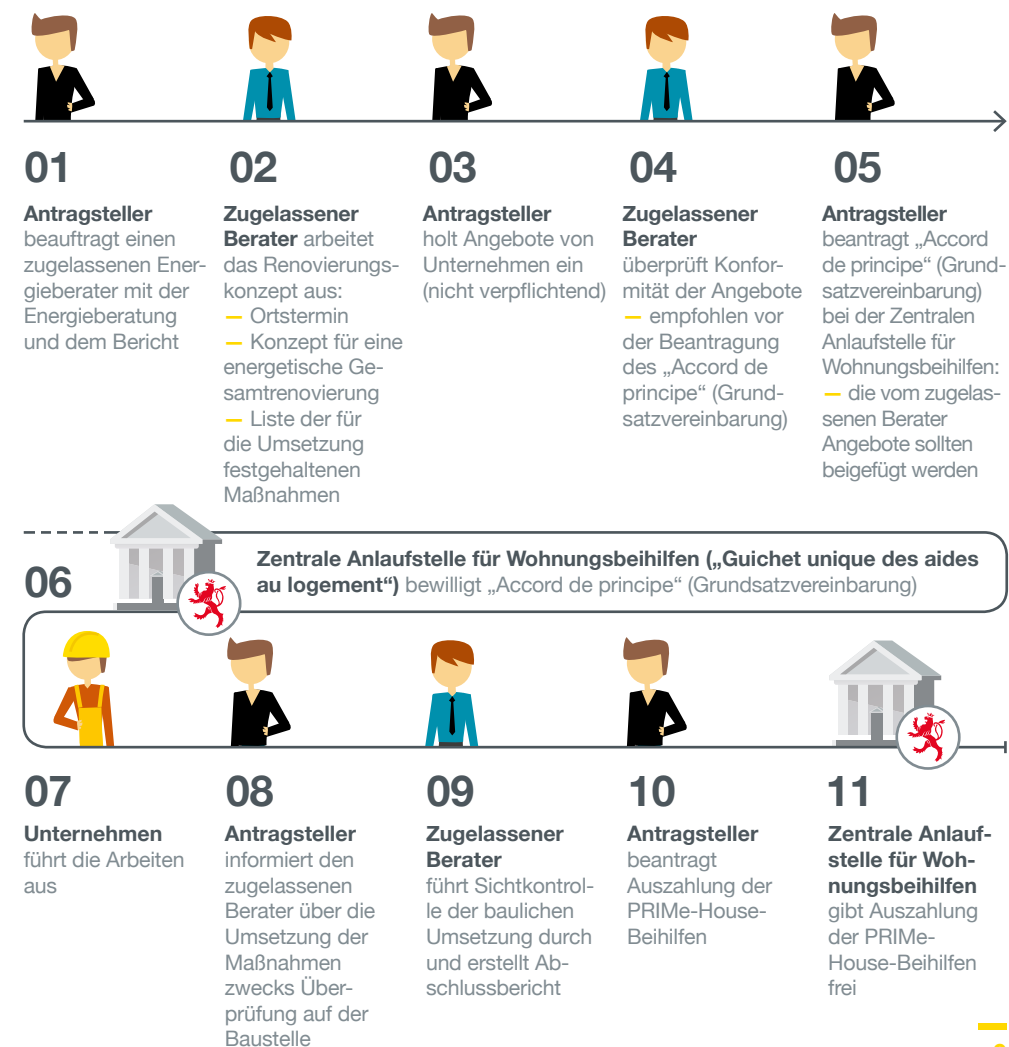 01
Antragsteller
beauftragt einen
zugelassenen Ener-
gieberater mit der
Energieberatung
und dem Bericht
02
Zugelassener
Berater arbeitet
das Renovierungs-
konzept aus:
— Ortstermin
— Konzept für eine
energetische Ge-
samtrenovierung
— Liste der für
die Umsetzung
festgehaltenen
Maßnahmen
03
Antragsteller
holt Angebote von
Unternehmen ein
(nicht verpflichtend)
04
Zugelassener
Berater
überprüft Konfor-
mität der Angebote
— empfohlen vor
der Beantragung
des „Accord de
principe“ (Grund-
satzvereinbarung)
05
Antragsteller
beantragt „Accord
de principe“ (Grund-
satzvereinbarung)
bei der Zentralen
Anlaufstelle für
Wohnungsbeihilfen:
— die vom zugelas-
senen Berater
Angebote sollten
beigefügt werden
06
Zentrale Anlaufstelle für Wohnungsbeihilfen („Guichet unique des aides
au logement“) bewilligt „Accord de principe“ (Grundsatzvereinbarung)
07
Unternehmen
führt die Arbeiten
aus
08
Antragsteller
informiert den
zugelassenen
Berater über die
Umsetzung der
Maßnahmen
zwecks Über-
prüfung auf der
Baustelle
09
Zugelassener
Berater
führt Sichtkontrol-
le der baulichen
Umsetzung durch
und erstellt Ab-
schlussbericht
10
Antragsteller
beantragt
Auszahlung der
PRIMe-House-
Beihilfen
11
Zentrale Anlauf-
stelle für Woh-
nungsbeihilfen
gibt Auszahlung
der PRIMe-
House-Beihilfen
frei